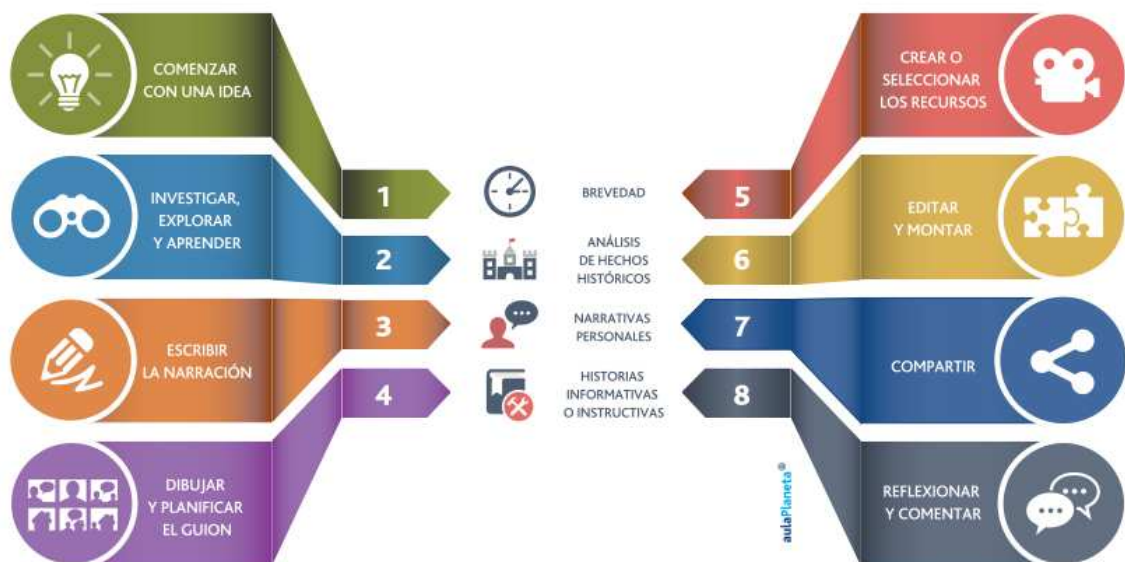 COMENZAR
CON UNA IDEA
INVESTIGAR,
EXPLORAR
Y APRENDER
ESCRIBIR
LA NARRACIÓN
DIBUJAR
Y PLANIFICAR
EL GUION
1
2
3
4
BREVEDAD
ANÁLISIS
DE HECHOS
HISTÓRICOS
NARRATIVAS
PERSONALES
HISTORIAS
INFORMATIVAS
O INSTRUCTIVAS
5
6
7
8
CREAR O
SELECCIONAR
LOS RECURSOS
EDITAR
Y MONTAR
COMPARTIR
REFLEXIONAR
Y COMENTAR
aulaPlaneta®